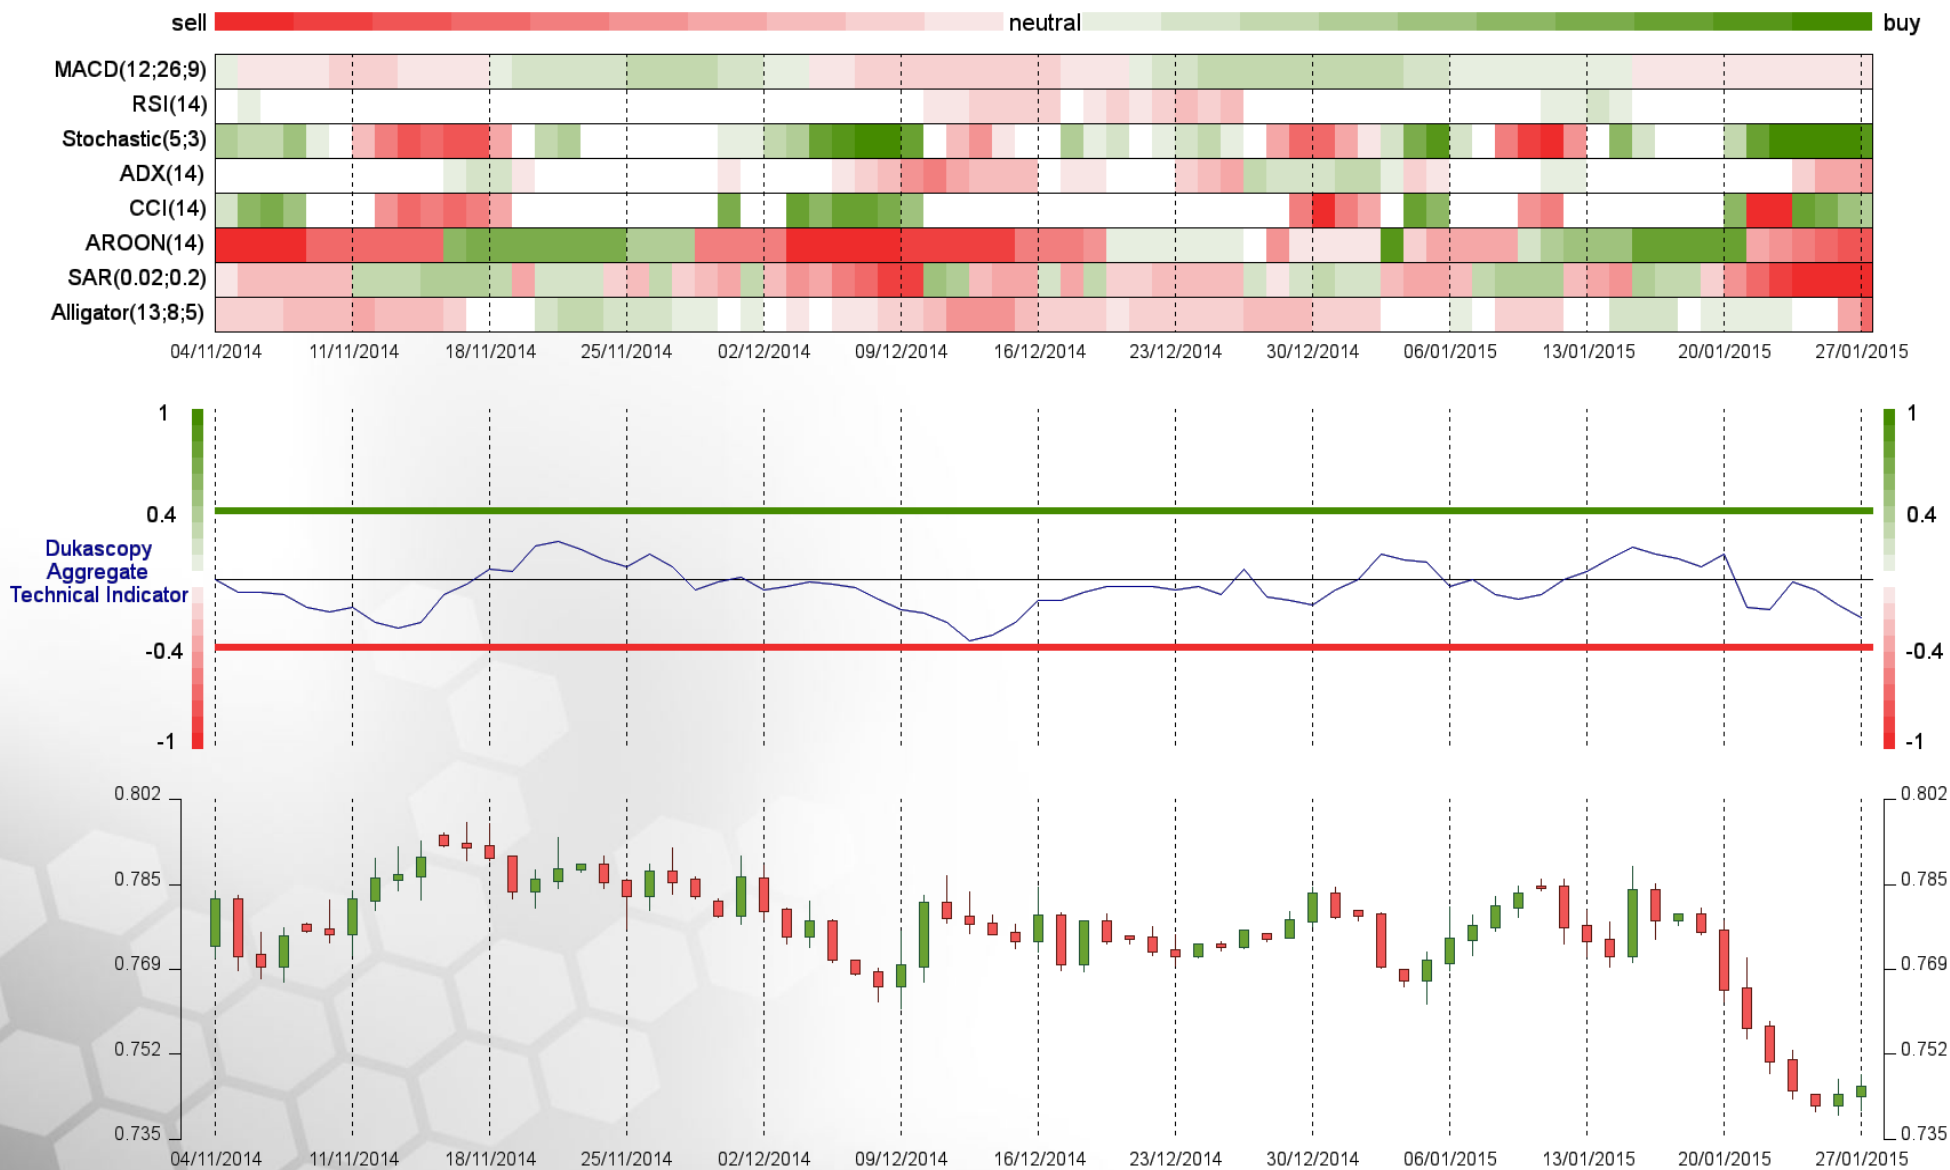 sell neutral buy
MACD(12;26;9)
RSI(14)
Stochastic(5;3)
ADX(14)
CCI(14)
AROON(14)
SAR(0.02;0.2)
Alligator(13;8;5)
04/11/2014 11/11/2014 18/11/2014 25/11/2014 02/12/2014 09/12/2014 16/12/2014 23/12/2014 30/12/2014 06/01/2015 13/01/2015 20/01/2015 27/01/2015
1 1
0.4 0.4
Dukascopy
Aggregate
Technical Indicator
-0.4 -0.4
-1 -1
0.802 0.802
0.785 0.785
0.769 0.769
0.752 0.752
0.735 0.735
04/11/2014 11/11/2014 18/11/2014 25/11/2014 02/12/2014 09/12/2014 16/12/2014 23/12/2014 30/12/2014 06/01/2015 13/01/2015 20/01/2015 27/01/2015